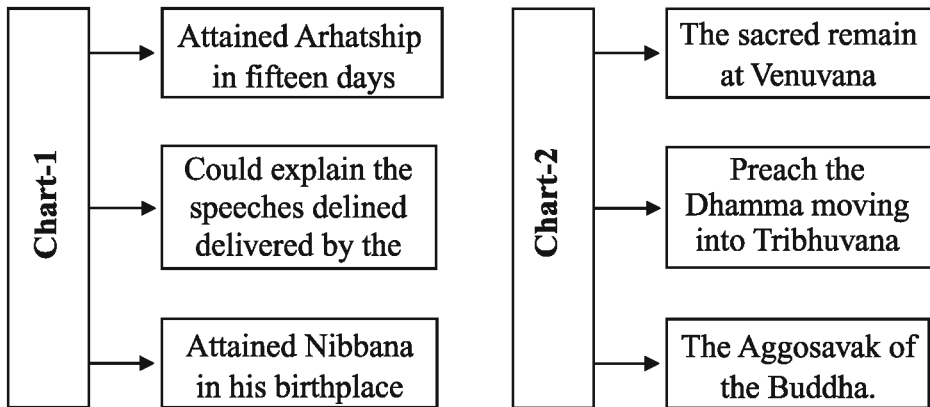 Chart-1
Attained Arhatship
in fifteen days
Could explain the
speeches delined
delivered by the
Attained Nibbana
in his birthplace
Chart-2
The sacred remain
at Venuvana
Preach the
Dhamma moving
into Tribhuvana
The Aggosavak of
the Buddha.